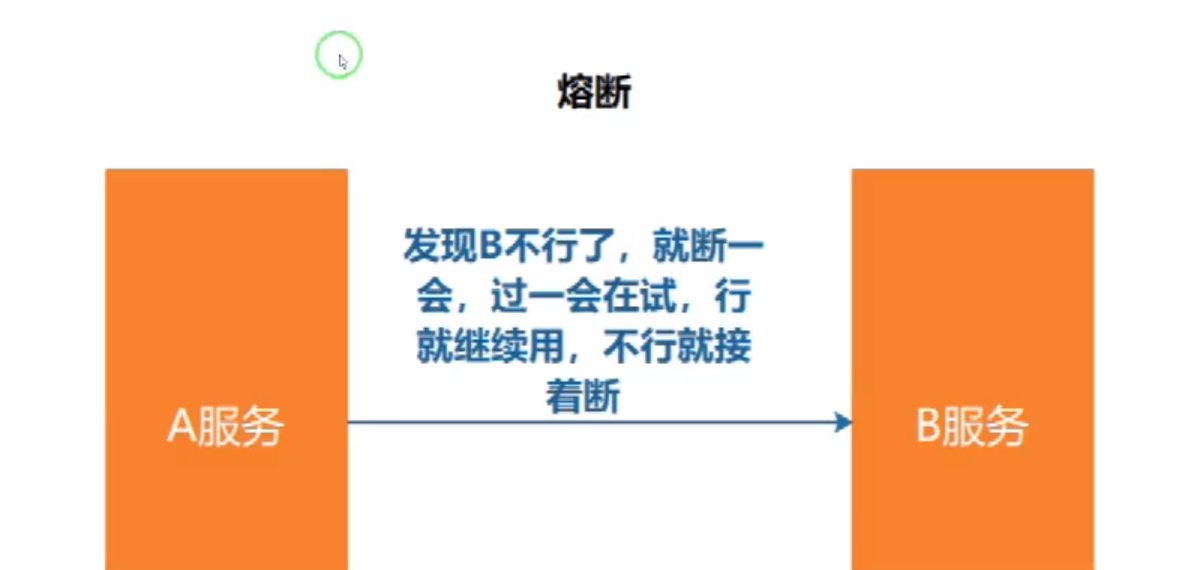 熔断
发现B不行了，就断一
会，过一会在试，行
就继续用，不行就接
着断
A服务
B服务